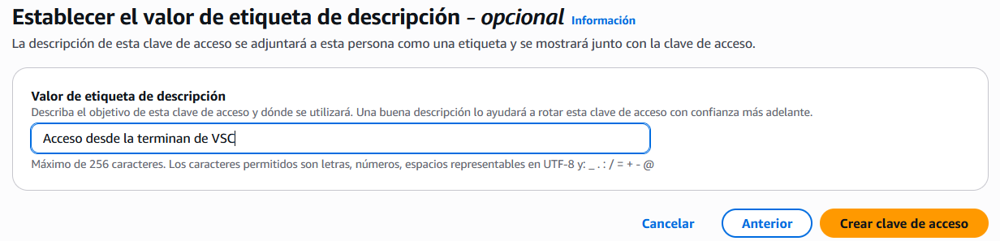 Establecer el valor de etiqueta de descripción - opcional Información
La descripción de esta clave de acceso se adjuntará a esta persona como una etiqueta y se mostrará junto con la clave de acceso.
Valor de etiqueta de descripción
Describa el objetivo de esta clave de acceso y dónde se utilizará. Una buena descripción lo ayudará a rotar esta clave de acceso con confianza más adelante.
Acceso desde la terminan de VSC
Máximo de 256 caracteres. Los caracteres permitidos son letras, números, espacios representables en UTF-8 y: _ . : / = + - @
Cancelar Anterior Crear clave de acceso